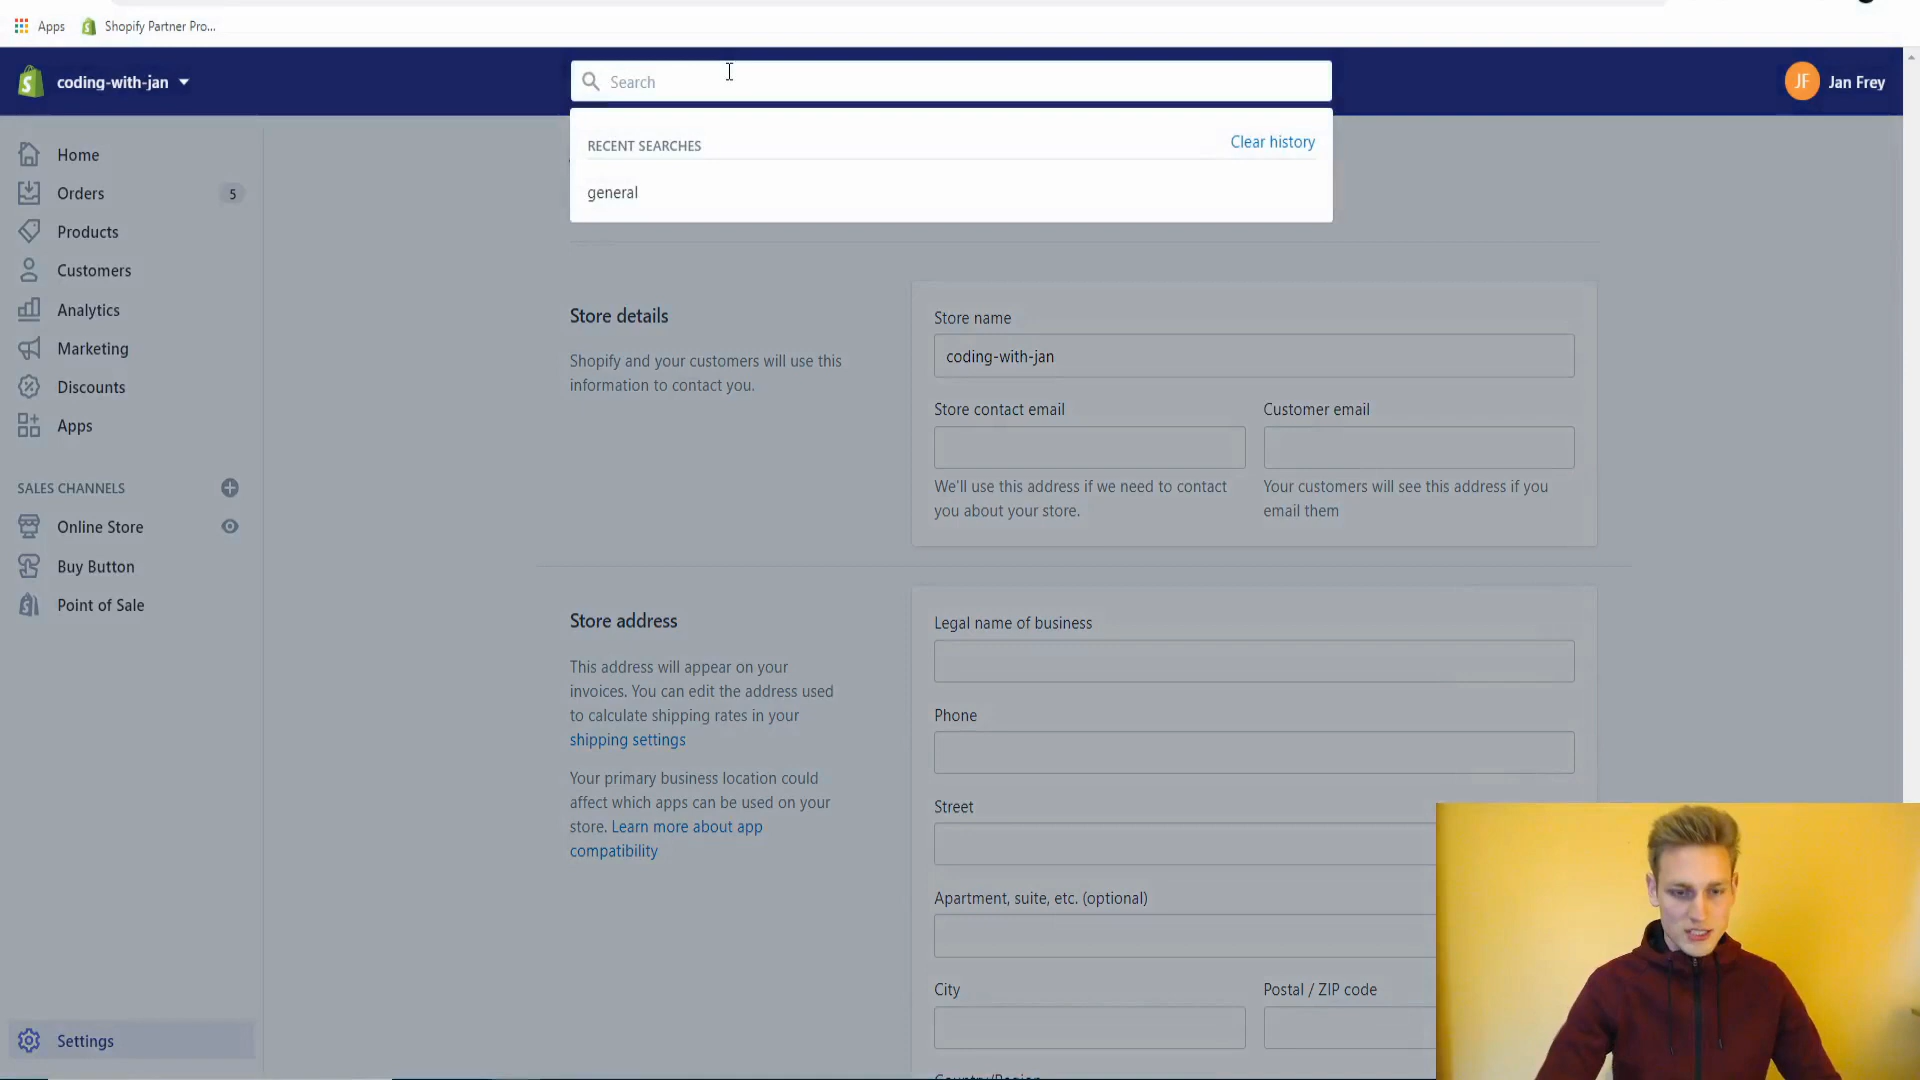 Apps
Shopify Partner Pro...
coding-with-jan
Search
JF
Jan Frey
RECENT SEARCHES
Clear history
general
Home
Orders
5
Products
Customers
Analytics
Marketing
Discounts
Apps
SALES CHANNELS
Online Store
Buy Button
Point of Sale
Settings
Store details
Shopify and your customers will use this
information to contact you.
Store name
coding-with-jan
Store contact email
Customer email
We'll use this address if we need to contact
you about your store.
Your customers will see this address if you
email them
Store address
This address will appear on your
invoices. You can edit the address used
to calculate shipping rates in your
shipping settings
Your primary business location could
affect which apps can be used on your
store. Learn more about app
compatibility
Legal name of business
Phone
Street
Apartment, suite, etc. (optional)
City
Postal / ZIP code
Country/Region